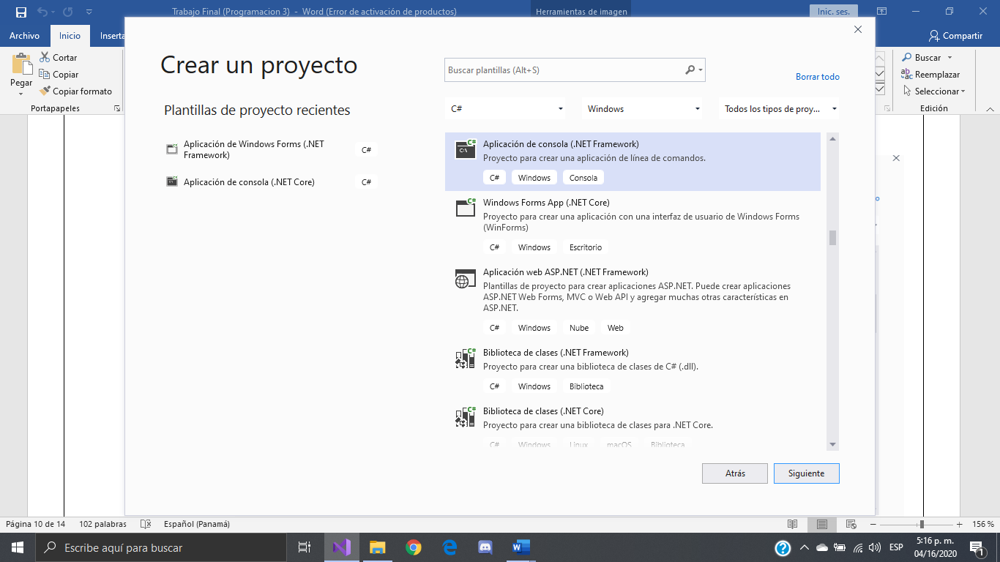 Trabajo Final (Programacion 3) - Word (Error de activación de productos)
Herramientas de imagen
Inic. ses.
Archivo
Inicio
Inserta
Compartir
Pegar
Cortar
Copiar
Copiar formato
Portapapeles
Buscar
Reemplazar
Seleccionar
Edición
Crear un proyecto
Buscar plantillas (Alt+S)
Borrar todo
Plantillas de proyecto recientes
C#
Windows
Todos los tipos de proy...
Aplicación de Windows Forms (.NET
Framework)
C#
Aplicación de consola (.NET Core)
C#
Aplicación de consola (.NET Framework)
Proyecto para crear una aplicación de línea de comandos.
C# Windows Consola
Windows Forms App (.NET Core)
Proyecto para crear una aplicación con una interfaz de usuario de Windows Forms
(WinForms)
C# Windows Escritorio
Aplicación web ASP.NET (.NET Framework)
Plantillas de proyecto para crear aplicaciones ASP.NET. Puede crear aplicaciones
ASP.NET Web Forms, MVC o Web API y agregar muchas otras características en
ASP.NET.
C# Windows Nube Web
Biblioteca de clases (.NET Framework)
Proyecto para crear una biblioteca de clases de C# (.dll).
C# Windows Biblioteca
Biblioteca de clases (.NET Core)
Proyecto para crear una biblioteca de clases para .NET Core.
C# Windows Linux macOS Biblioteca
Atrás
Siguiente
Página 10 de 14
102 palabras
Español (Panamá)
156 %
Escribe aquí para buscar
ESP
5:16 p. m.
04/16/2020
1